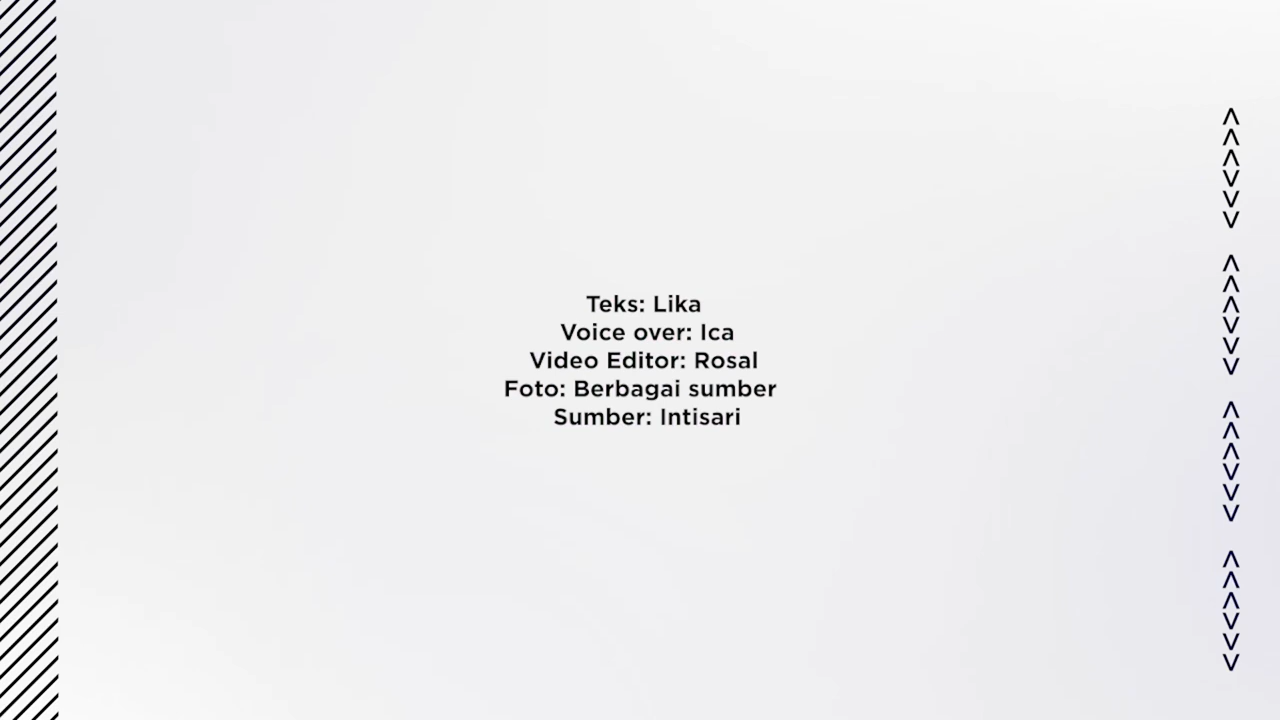 Teks: Lika
Voice over: Ica
Video Editor: Rosal
Foto: Berbagai sumber
Sumber: Intisari